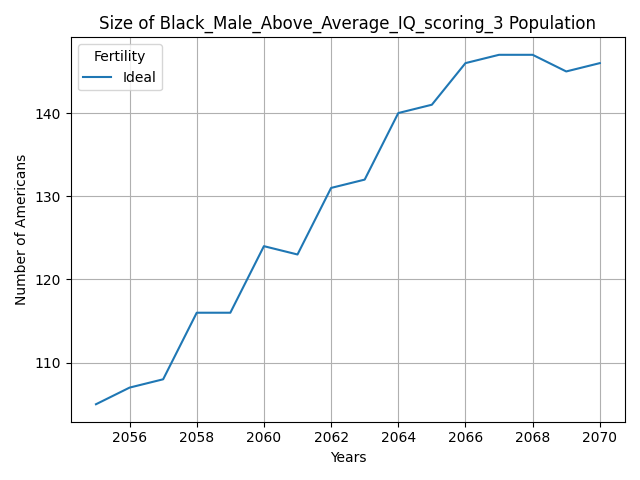 Size of Black_Male_Above_Average_IQ_scoring_3 Population
Fertility
Ideal
Number of Americans
140
130
120
110
2056 2058 2060 2062 2064 2066 2068 2070
Years